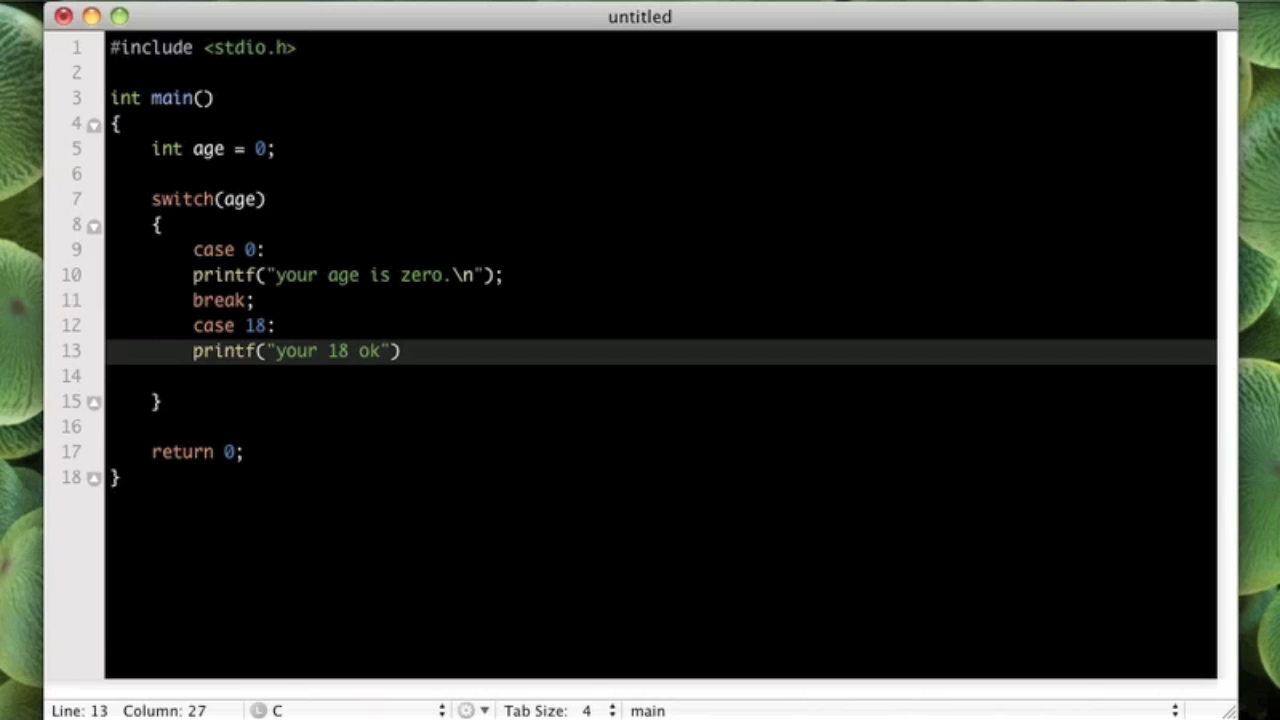 untitled
1 #include <stdio.h>
2
3 int main()
4 {
5 int age = 0;
6
7 switch(age)
8 {
9 case 0:
10 printf("your age is zero.\n");
11 break;
12 case 18:
13 printf("your 18 ok")
14
15 }
16
17 return 0;
18 }
Line: 13 Column: 27 L C Tab Size: 4 main